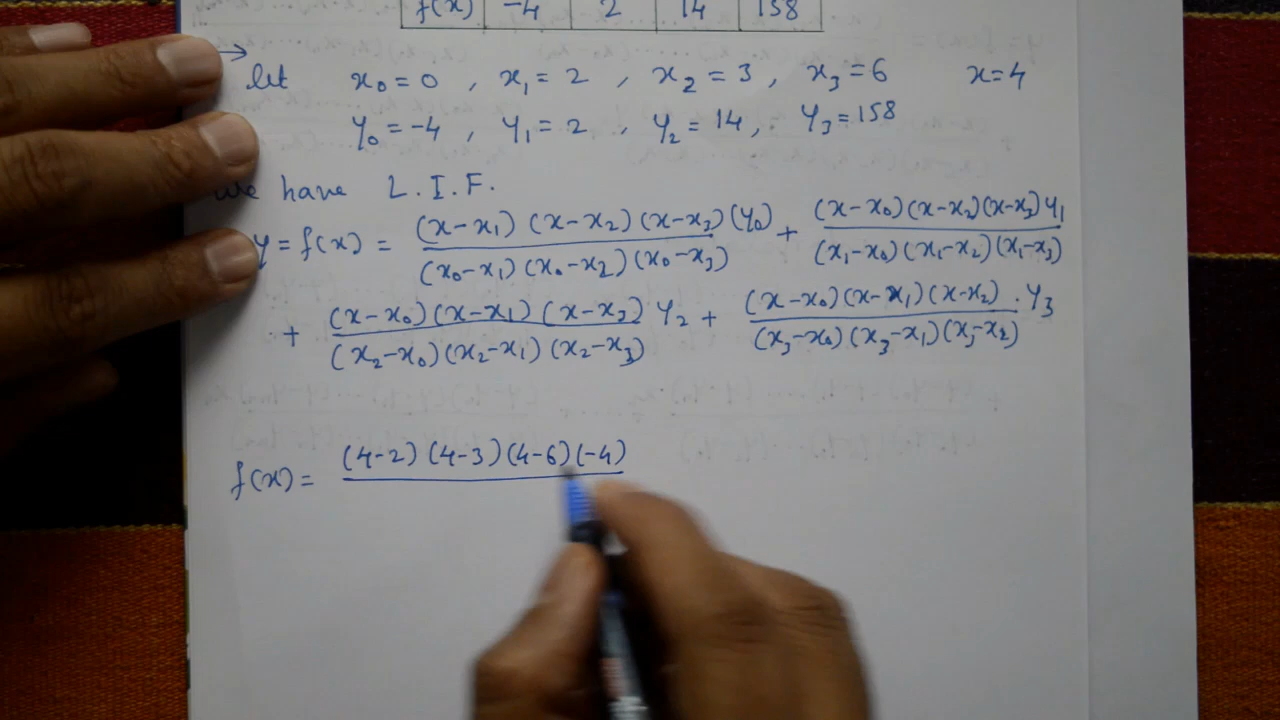 f(x) -4 2 14 158
→ let x₀ = 0 , x₁ = 2 , x₂ = 3 , x₃ = 6 x = 4
y₀ = -4 , y₁ = 2 , y₂ = 14 , y₃ = 158
We have L.I.F.
y = f(x) = (x-x₁) (x-x₂) (x-x₃) (y₀) / (x₀-x₁) (x₀-x₂) (x₀-x₃) + (x-x₀) (x-x₂) (x-x₃) y₁ / (x₁-x₀) (x₁-x₂) (x₁-x₃)
+ (x-x₀) (x-x₁) (x-x₃) / (x₂-x₀) (x₂-x₁) (x₂-x₃) y₂ + (x-x₀) (x-x₁) (x-x₂) / (x₃-x₀) (x₃-x₁) (x₃-x₂) . y₃
f(x) = (4-2) (4-3) (4-6) (-4)